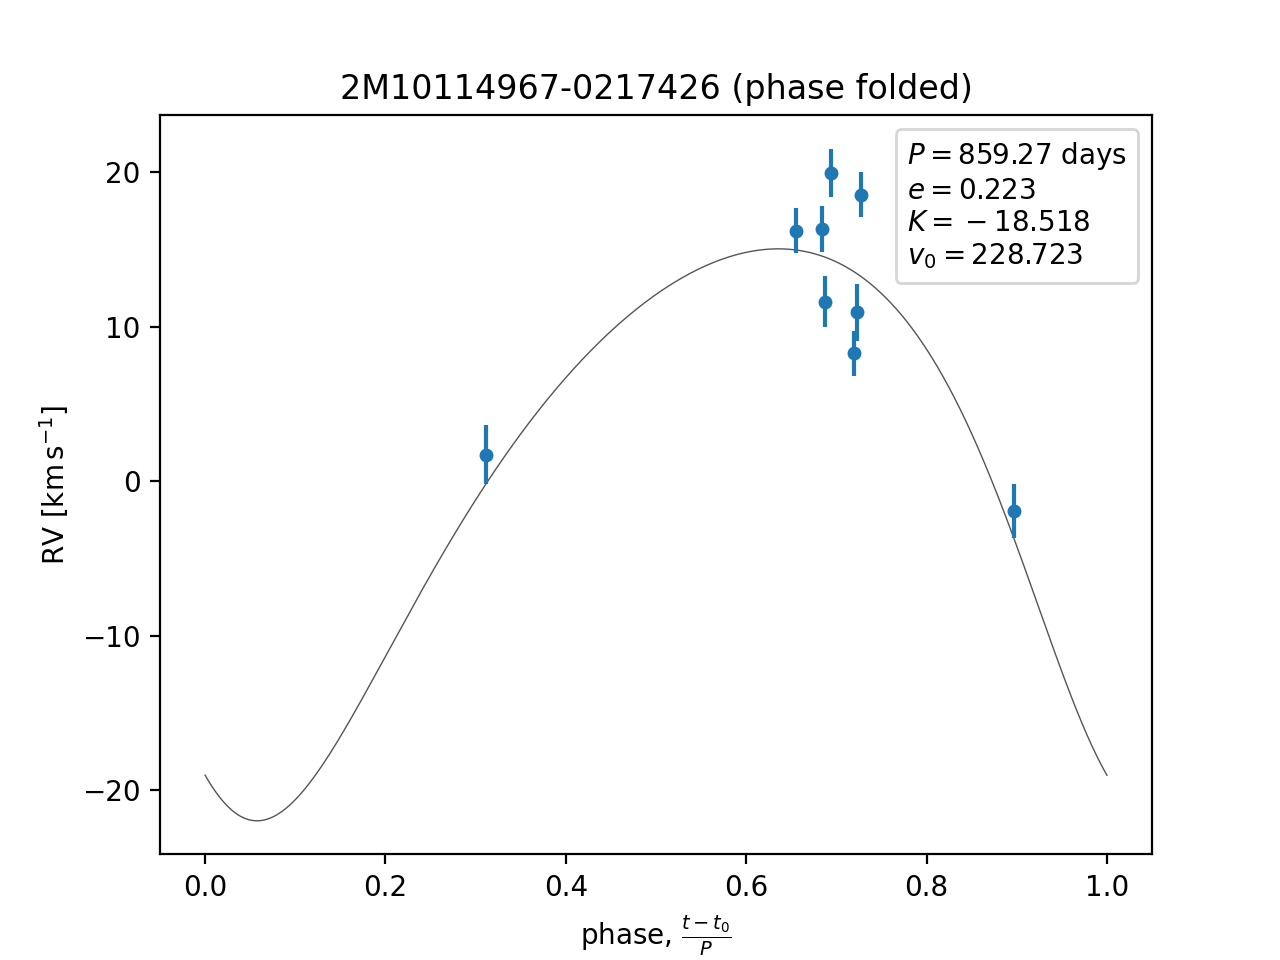 2M10114967-0217426 (phase folded)
P = 859.27 days
e = 0.223
K = −18.518
v₀ = 228.723
20
10
0
−10
−20
RV [km s⁻¹]
0.0 0.2 0.4 0.6 0.8 1.0
phase, (t − t₀)/P